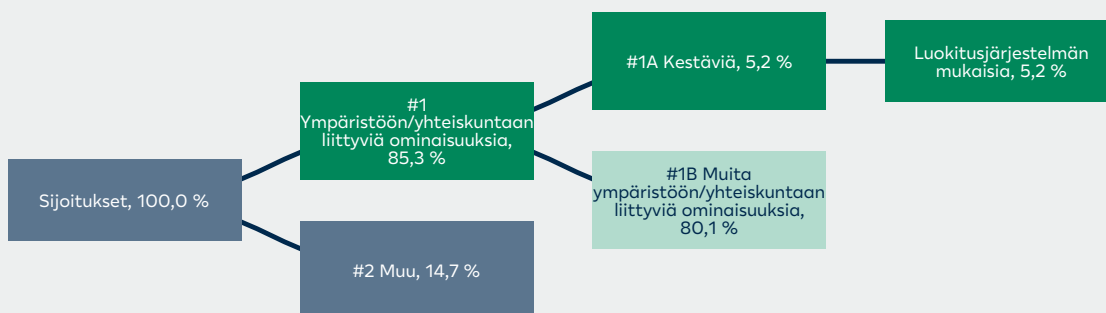 Sijoitukset, 100,0 %
#1
Ympäristöön/yhteiskuntaan
liittyviä ominaisuuksia,
85,3 %
#2 Muu, 14,7 %
#1A Kestäviä, 5,2 %
#1B Muita
ympäristöön/yhteiskuntaan
liittyviä ominaisuuksia,
80,1 %
Luokitusjärjestelmän
mukaisia, 5,2 %